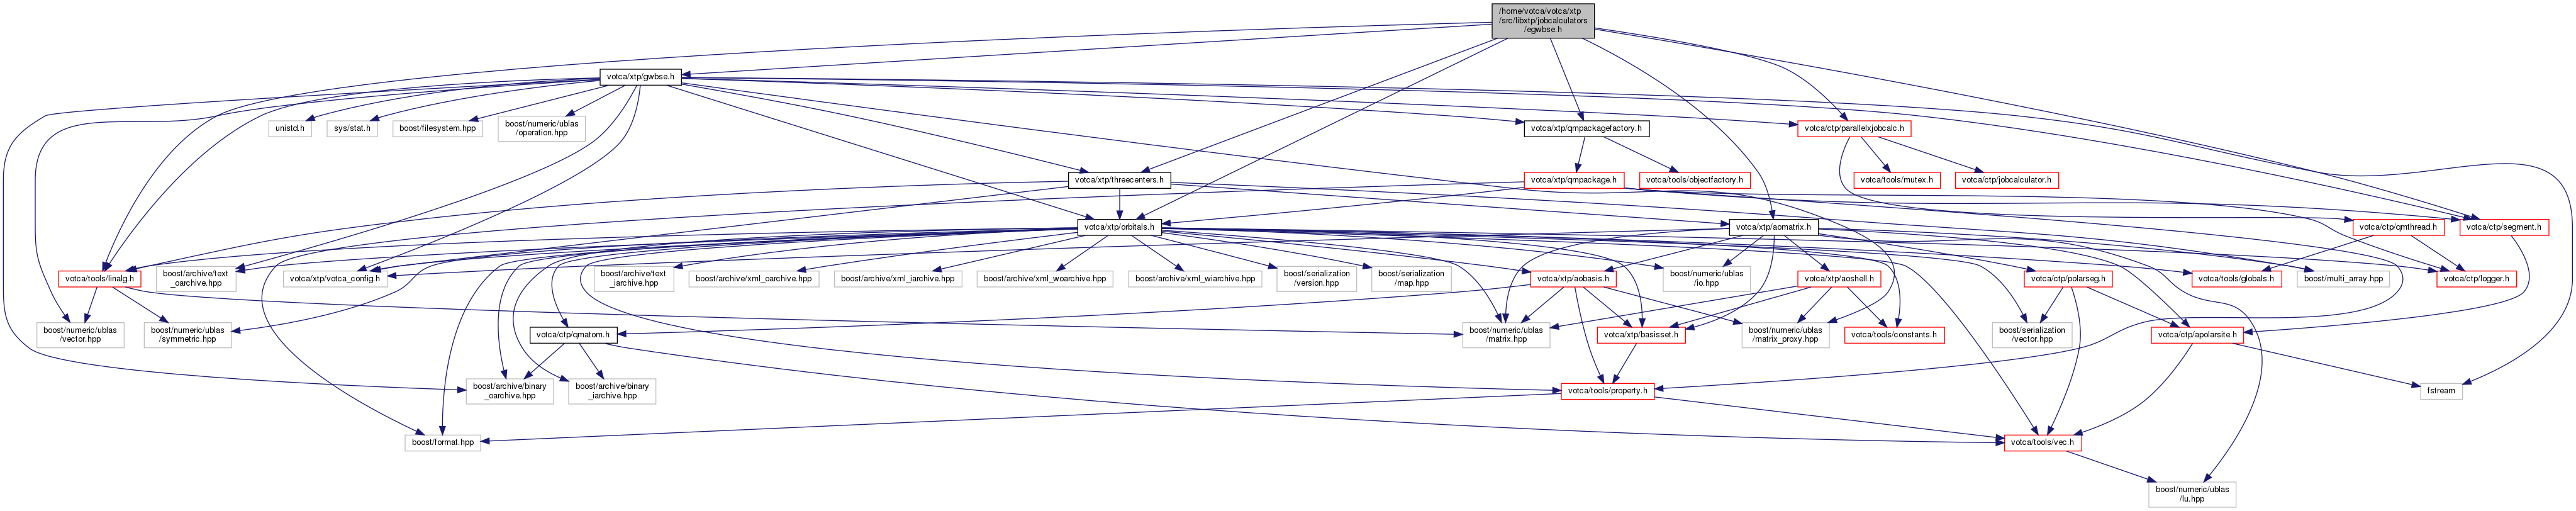 /home/votca/votca/xtp
/src/libxtp/jobcalculators
/egwbse.h
votca/xtp/gwbse.h
unistd.h
sys/stat.h
boost/filesystem.hpp
boost/numeric/ublas
/operation.hpp
votca/xtp/qmpackagefactory.h
votca/ctp/parallelxjobcalc.h
votca/xtp/threecenters.h
votca/xtp/qmpackage.h
votca/tools/objectfactory.h
votca/tools/mutex.h
votca/ctp/jobcalculator.h
votca/xtp/orbitals.h
votca/xtp/aomatrix.h
votca/ctp/qmthread.h
votca/ctp/segment.h
votca/tools/linalg.h
boost/archive/text
_oarchive.hpp
votca/xtp/votca_config.h
boost/archive/text
_iarchive.hpp
boost/archive/xml_oarchive.hpp
boost/archive/xml_iarchive.hpp
boost/archive/xml_woarchive.hpp
boost/archive/xml_wiarchive.hpp
boost/serialization
/version.hpp
boost/serialization
/map.hpp
votca/xtp/aobasis.h
boost/numeric/ublas
/io.hpp
votca/xtp/aoshell.h
votca/ctp/polarseg.h
votca/tools/globals.h
boost/multi_array.hpp
votca/ctp/logger.h
boost/numeric/ublas
/vector.hpp
boost/numeric/ublas
/symmetric.hpp
votca/ctp/qmatom.h
boost/numeric/ublas
/matrix.hpp
votca/xtp/basisset.h
boost/numeric/ublas
/matrix_proxy.hpp
votca/tools/constants.h
boost/serialization
/vector.hpp
votca/ctp/apolarsite.h
boost/archive/binary
_oarchive.hpp
boost/archive/binary
_iarchive.hpp
votca/tools/property.h
fstream
boost/format.hpp
votca/tools/vec.h
boost/numeric/ublas
/lu.hpp